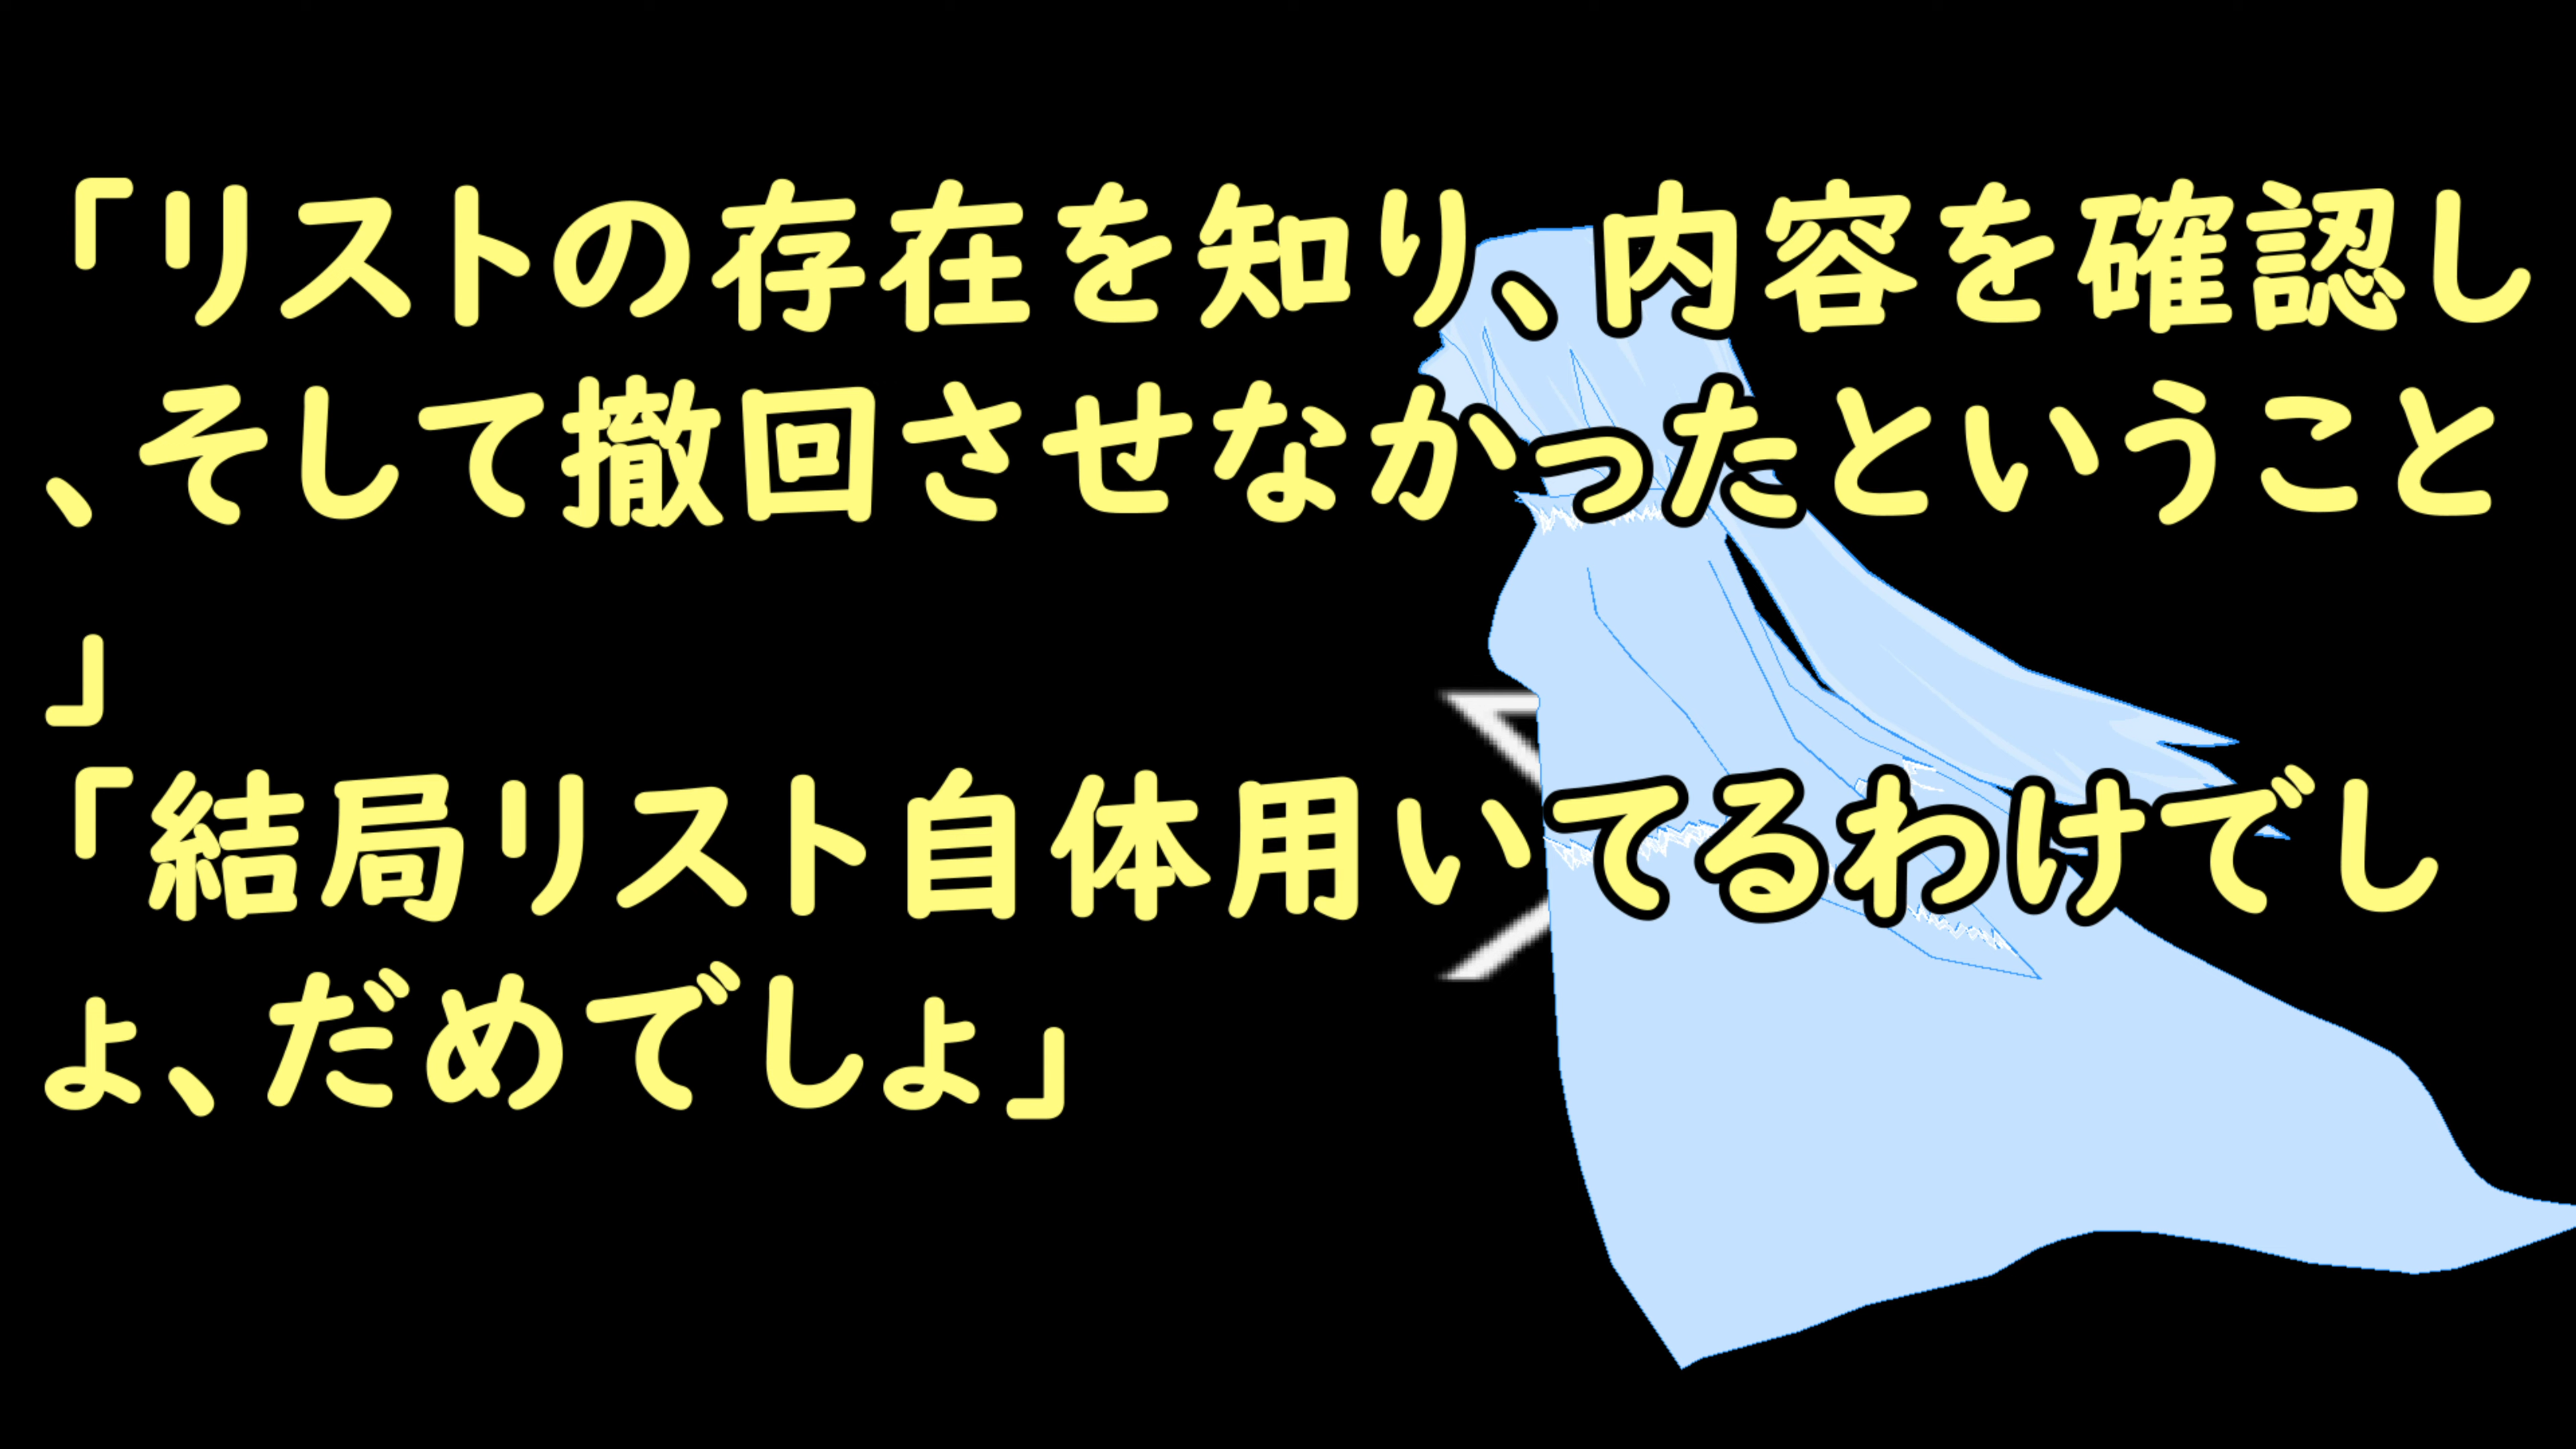 「リストの存在を知り、内容を確認し
、そして撤回させなかったということ
」
「結局リスト自体用いてるわけでし
ょ、だめでしょ」